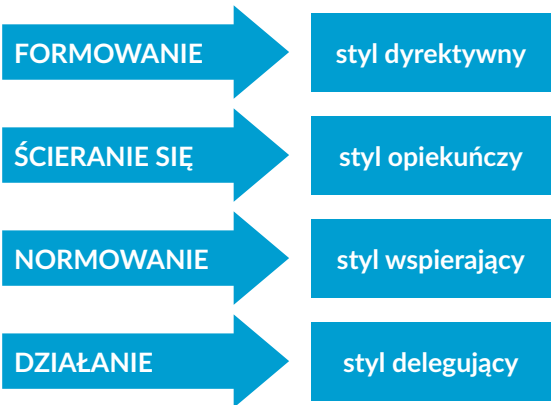 FORMOWANIE
styl dyrektywny
ŚCIERANIE SIĘ
styl opiekuńczy
NORMOWANIE
styl wspierający
DZIAŁANIE
styl delegujący